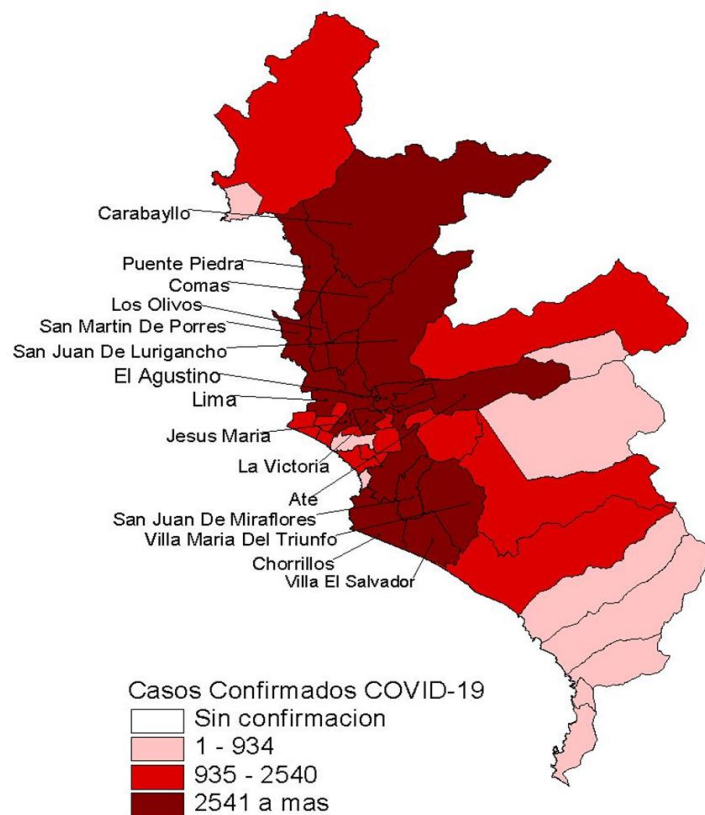 Carabayllo
Puente Piedra
Comas
Los Olivos
San Martin De Porres
San Juan De Lurigancho
El Agustino
Lima
Jesus Maria
La Victoria
Ate
San Juan De Miraflores
Villa Maria Del Triunfo
Chorrillos
Villa El Salvador
Casos Confirmados COVID-19
Sin confirmacion
1 - 934
935 - 2540
2541 a mas